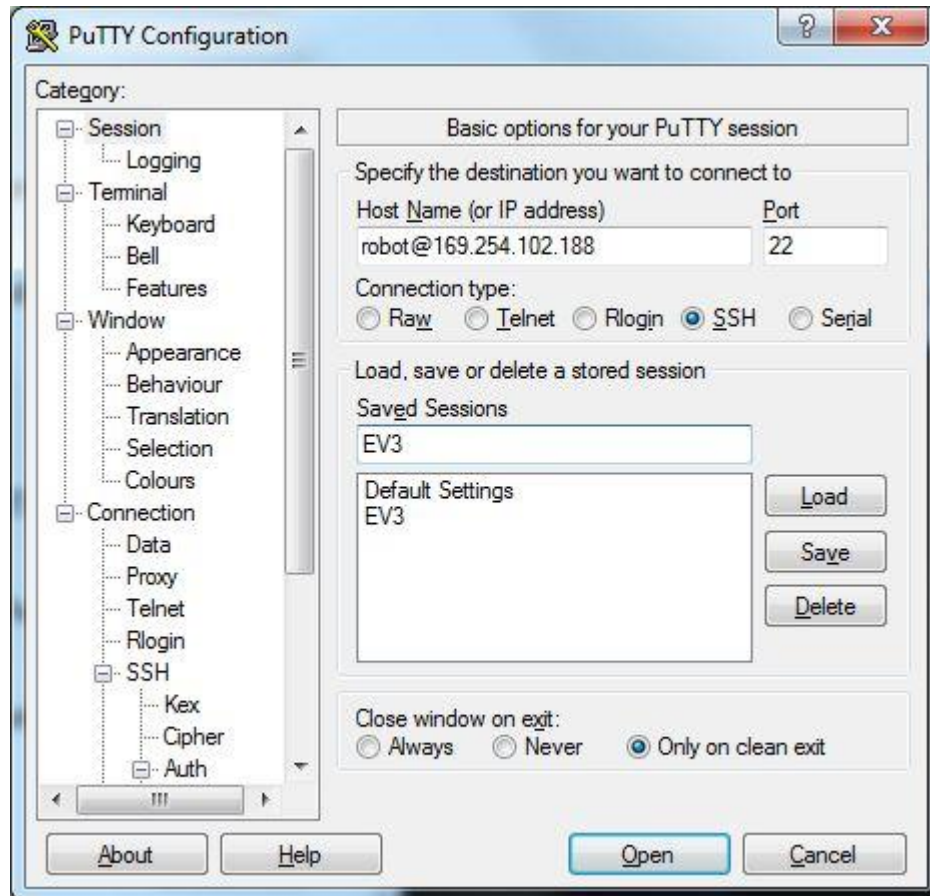 PuTTY Configuration
Category:
Session
Logging
Terminal
Keyboard
Bell
Features
Window
Appearance
Behaviour
Translation
Selection
Colours
Connection
Data
Proxy
Telnet
Rlogin
SSH
Kex
Cipher
Auth
Basic options for your PuTTY session
Specify the destination you want to connect to
Host Name (or IP address) Port
robot@169.254.102.188 22
Connection type:
Raw Telnet Rlogin SSH Serial
Load, save or delete a stored session
Saved Sessions
EV3
Default Settings
EV3
Load
Save
Delete
Close window on exit:
Always Never Only on clean exit
About Help Open Cancel